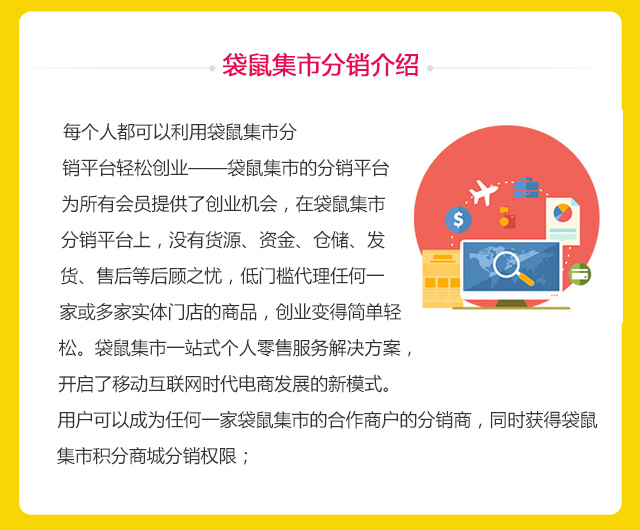 袋鼠集市分销介绍
每个人都可以利用袋鼠集市分
销平台轻松创业——袋鼠集市的分销平台
为所有会员提供了创业机会，在袋鼠集市
分销平台上，没有货源、资金、仓储、发
货、售后等后顾之忧，低门槛代理任何一
家或多家实体门店的商品，创业变得简单轻
松。袋鼠集市一站式个人零售服务解决方案，
开启了移动互联网时代电商发展的新模式。
用户可以成为任何一家袋鼠集市的合作商户的分销商，同时获得袋鼠
集市积分商城分销权限；
$